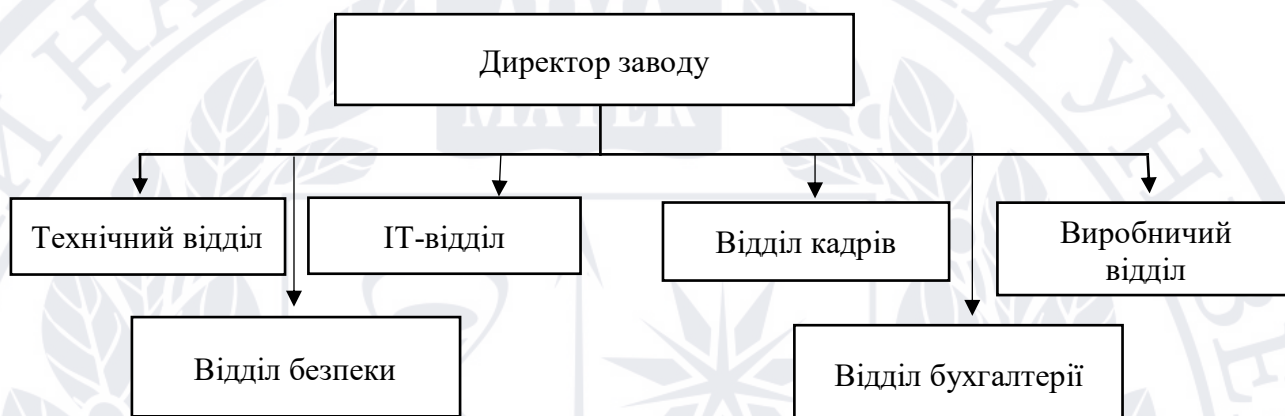 Директор заводу
Технічний відділ
ІТ-відділ
Відділ кадрів
Виробничий
відділ
Відділ безпеки
Відділ бухгалтерії